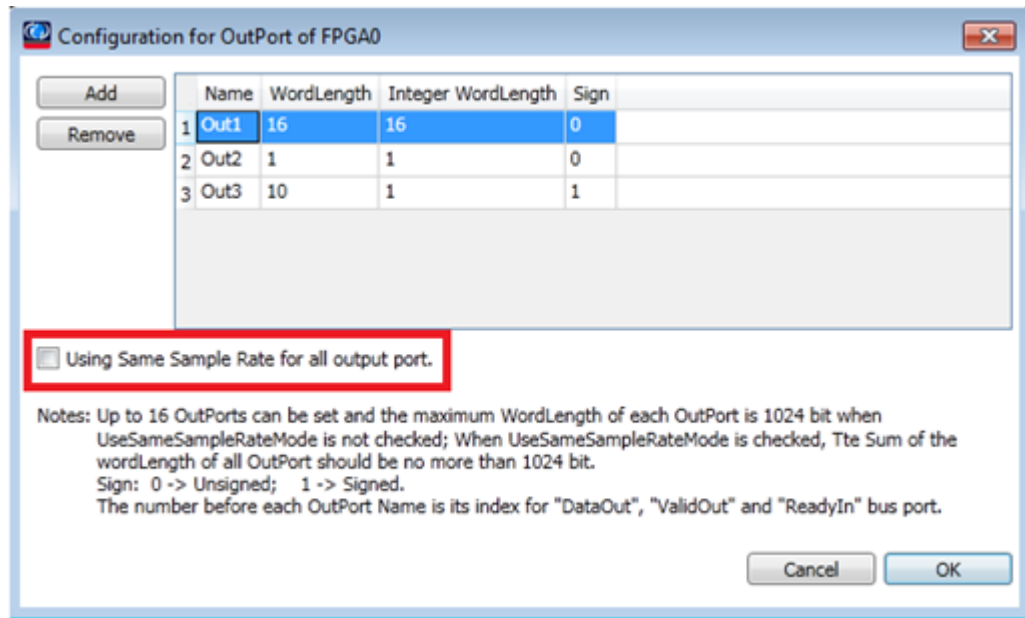 Configuration for OutPort of FPGA0
Add
Remove
Name WordLength Integer WordLength Sign
1 Out1 16 16 0
2 Out2 1 1 0
3 Out3 10 1 1
Using Same Sample Rate for all output port.
Notes: Up to 16 OutPorts can be set and the maximum WordLength of each OutPort is 1024 bit when
UseSameSampleRateMode is not checked; When UseSameSampleRateMode is checked, Tte Sum of the
wordLength of all OutPort should be no more than 1024 bit.
Sign: 0 -> Unsigned; 1 -> Signed.
The number before each OutPort Name is its index for "DataOut", "ValidOut" and "ReadyIn" bus port.
Cancel
OK